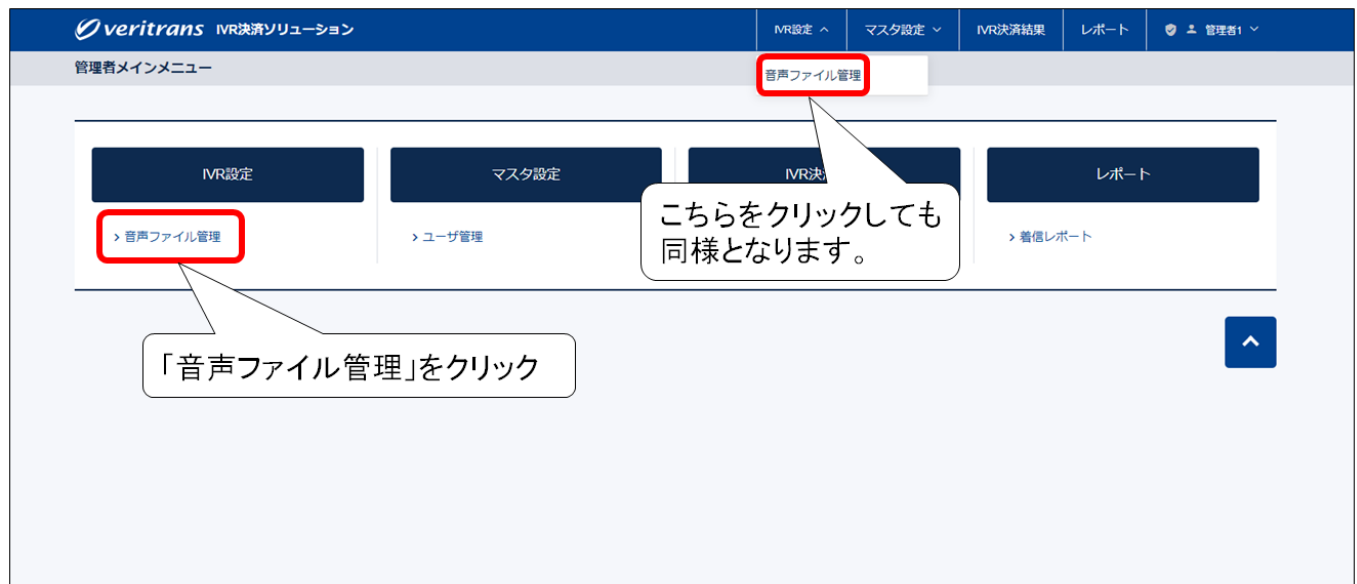 veritrans IVR決済ソリューション
IVR設定 マスタ設定 IVR決済結果 レポート 管理者1
管理者メインメニュー
音声ファイル管理
IVR設定 マスタ設定 IVR決 レポート
こちらをクリックしても
同様となります。
音声ファイル管理 ユーザ管理 着信レポート
「音声ファイル管理」をクリック